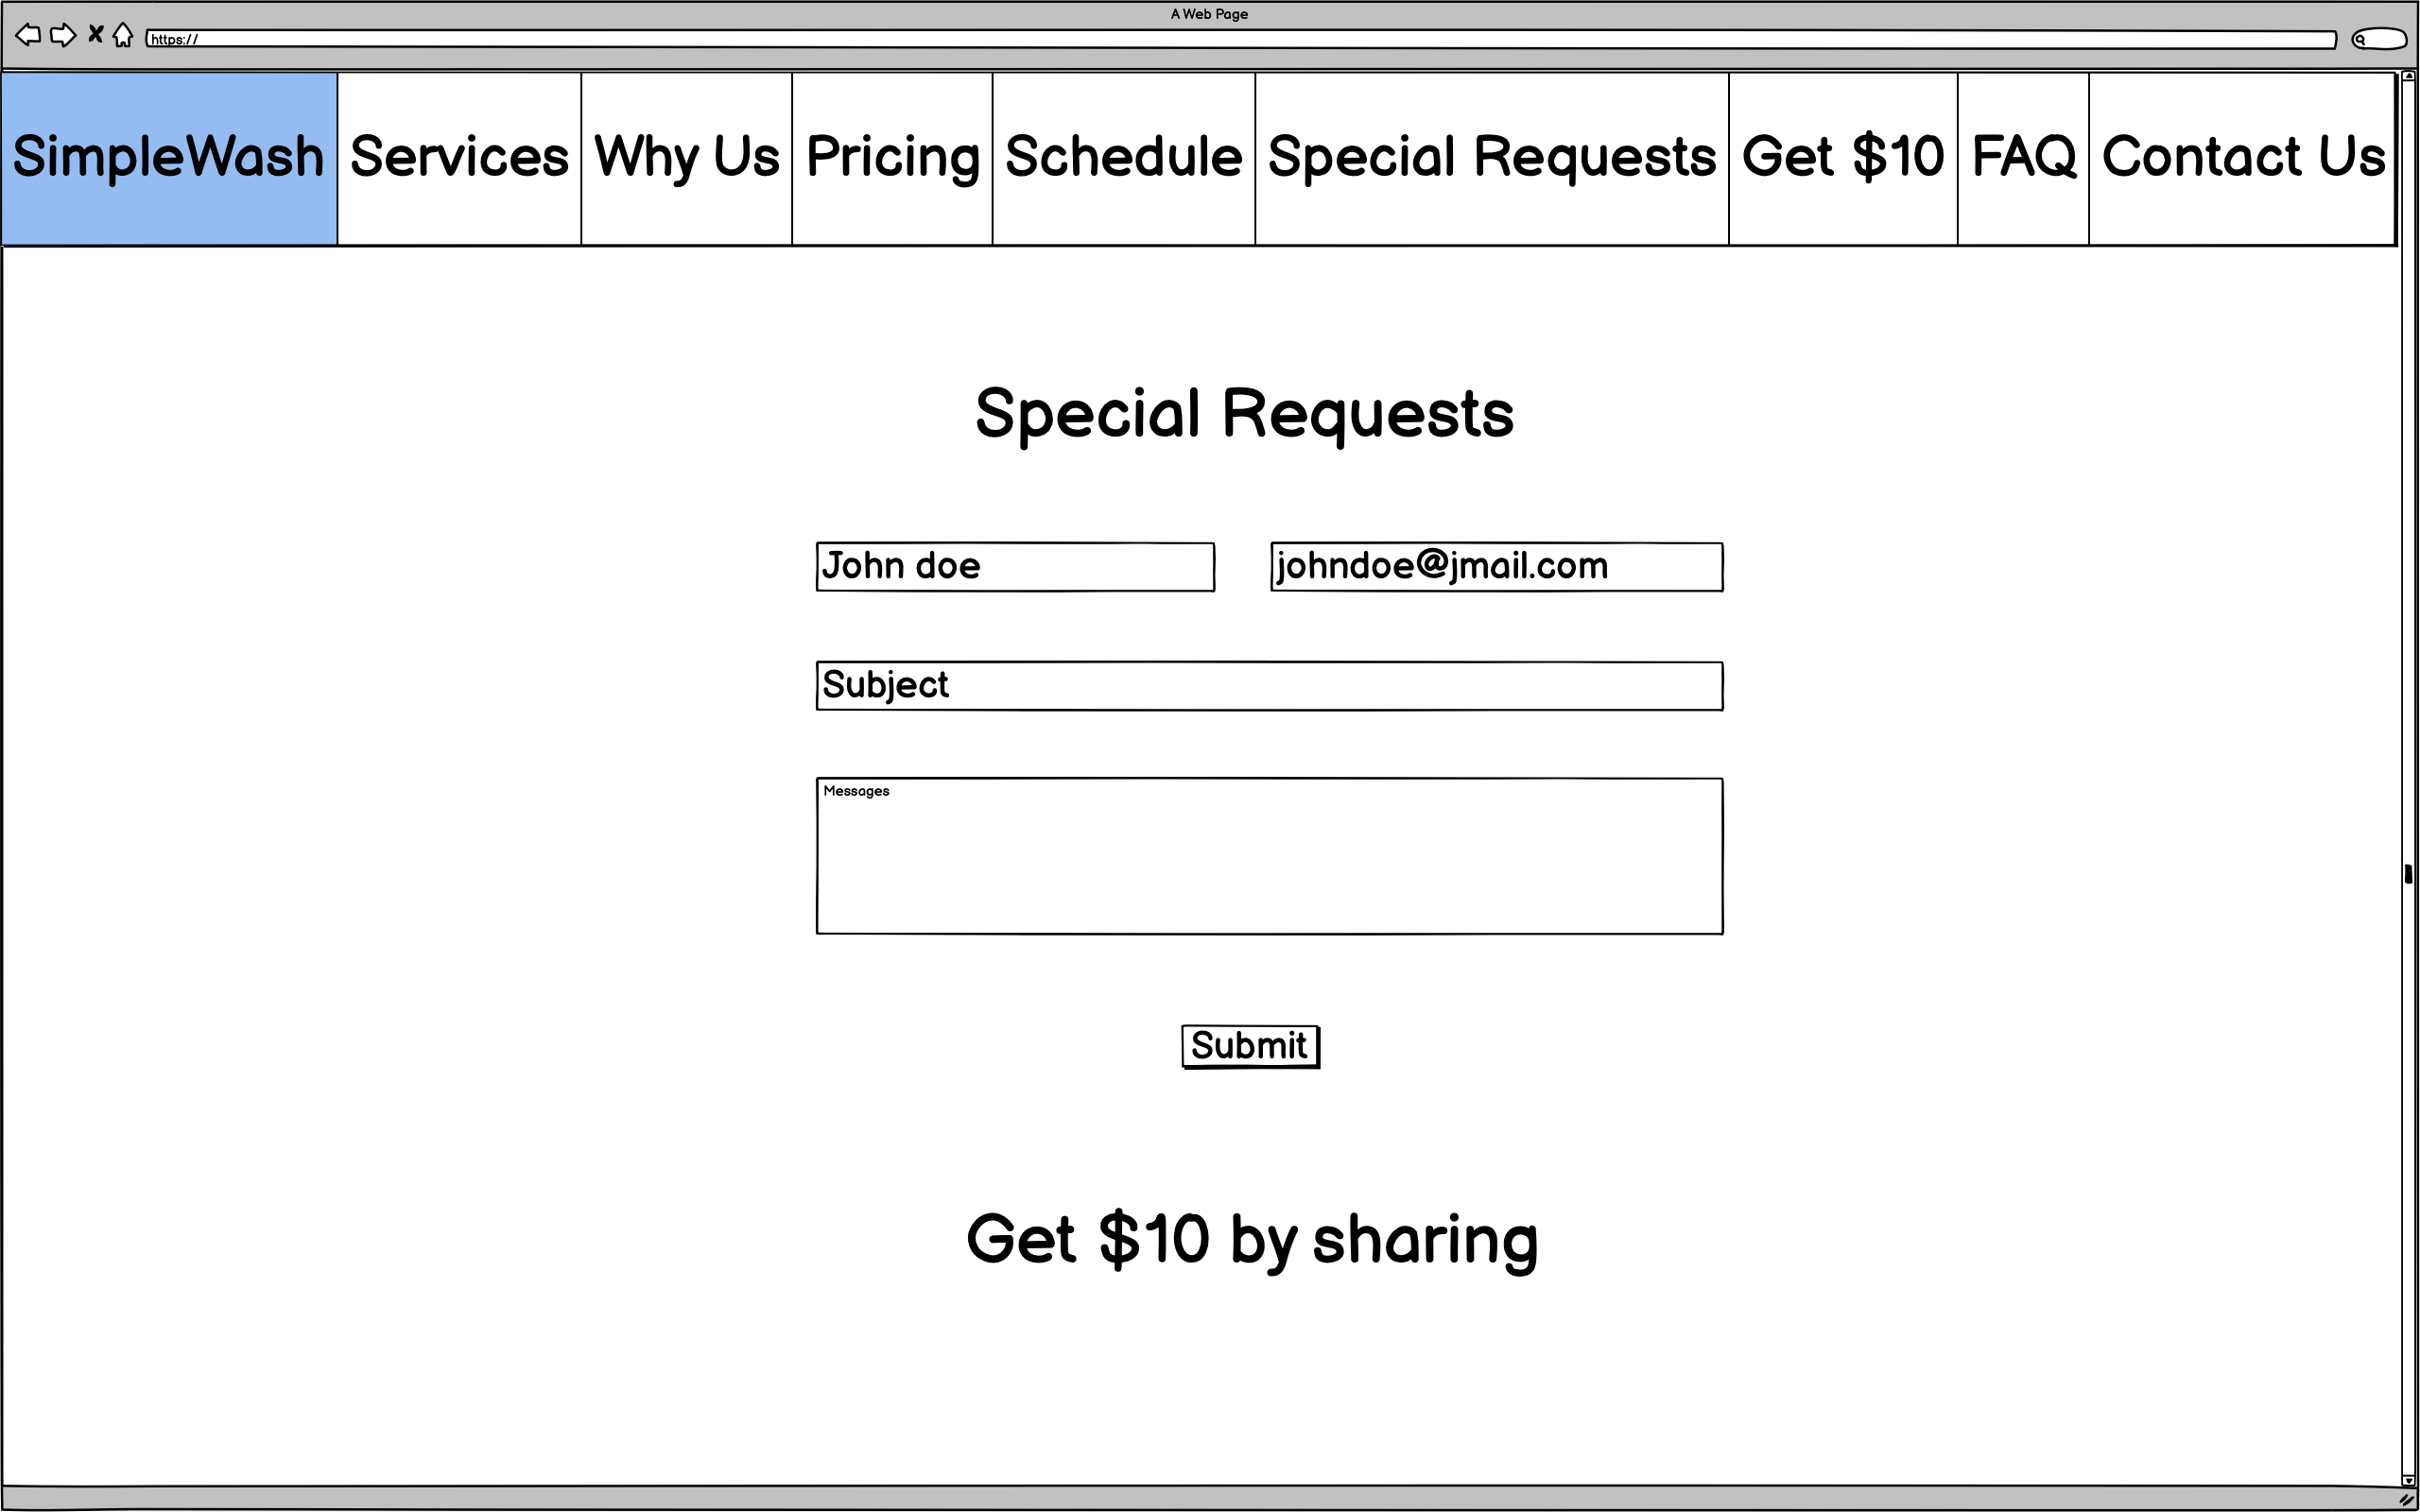 A Web Page
https://
SimpleWash Services Why Us Pricing Schedule Special Requests Get $10 FAQ Contact Us
Special Requests
John doe johndoe@jmail.com
Subject
Messages
Submit
Get $10 by sharing